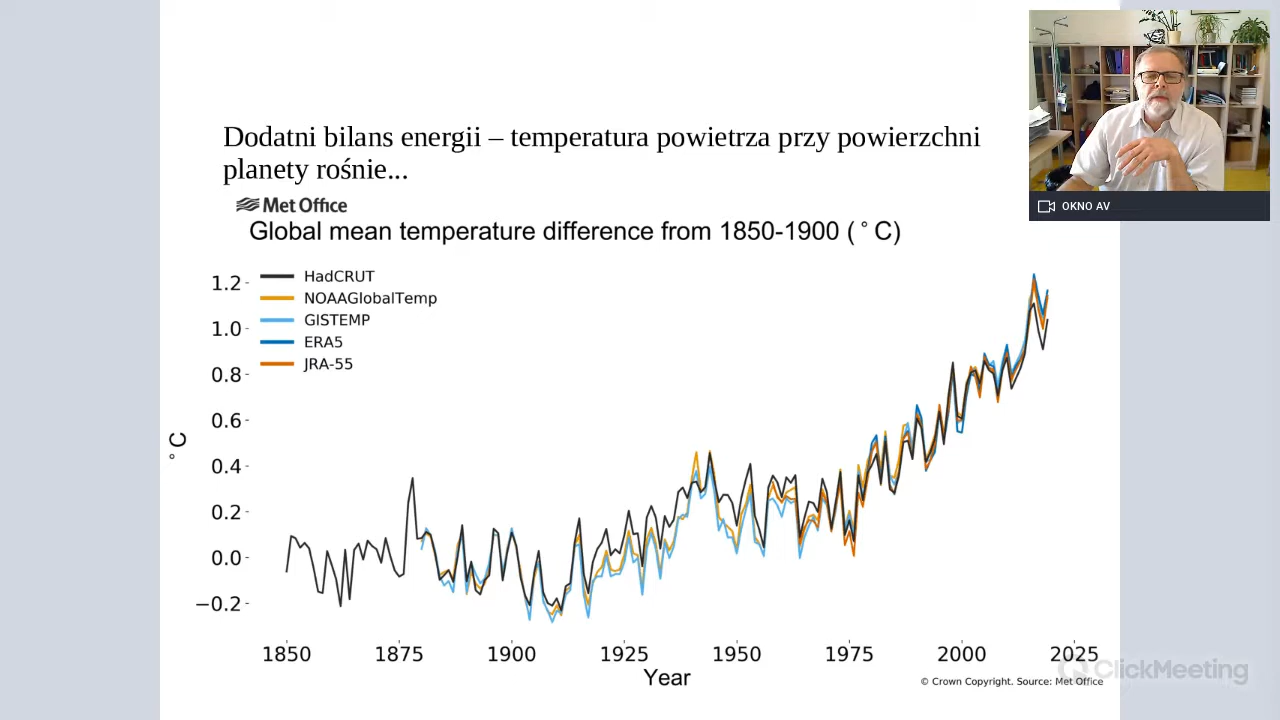 Dodatni bilans energii – temperatura powietrza przy powierzchni
planety rośnie...
Met Office
Global mean temperature difference from 1850-1900 (°C)
OKNO AV
HadCRUT
NOAAGlobalTemp
GISTEMP
ERA5
JRA-55
1.2
1.0
0.8
0.6
0.4
0.2
0.0
−0.2
°C
1850 1875 1900 1925 1950 1975 2000 2025
Year
ClickMeeting
© Crown Copyright. Source: Met Office